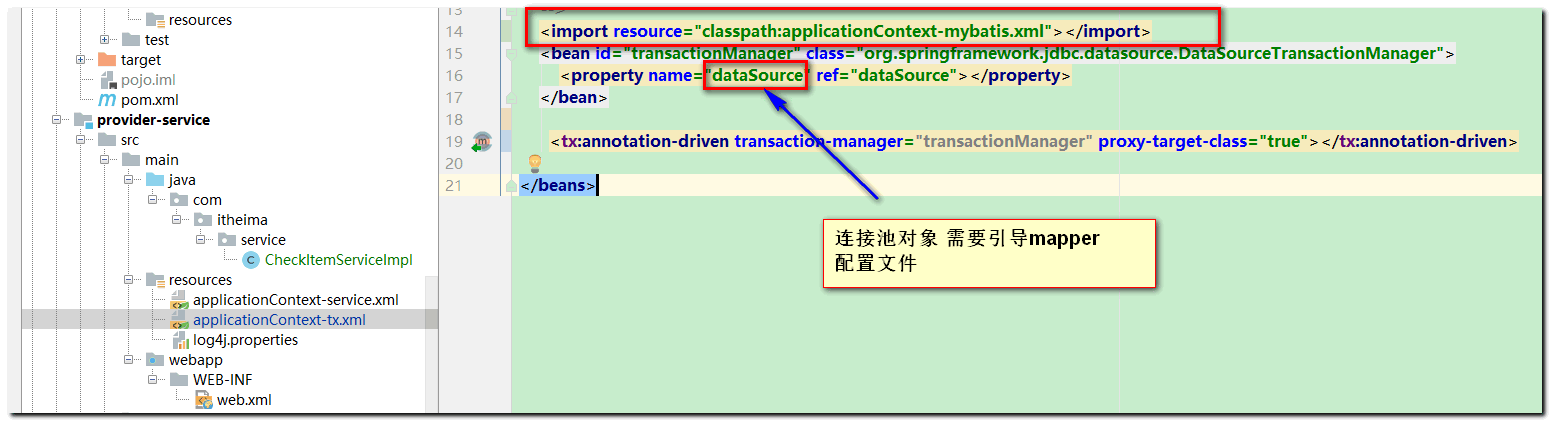 resources
test
target
pojo.iml
pom.xml
provider-service
src
main
java
com
itheima
service
CheckItemServiceImpl
resources
applicationContext-service.xml
applicationContext-tx.xml
log4j.properties
webapp
WEB-INF
web.xml
13
14 <import resource="classpath:applicationContext-mybatis.xml"></import>
15 <bean id="transactionManager" class="org.springframework.jdbc.datasource.DataSourceTransactionManager">
16 <property name="dataSource" ref="dataSource"></property>
17 </bean>
18
19 <tx:annotation-driven transaction-manager="transactionManager" proxy-target-class="true"></tx:annotation-driven>
20
21 </beans>
连接池对象 需要引导mapper
配置文件